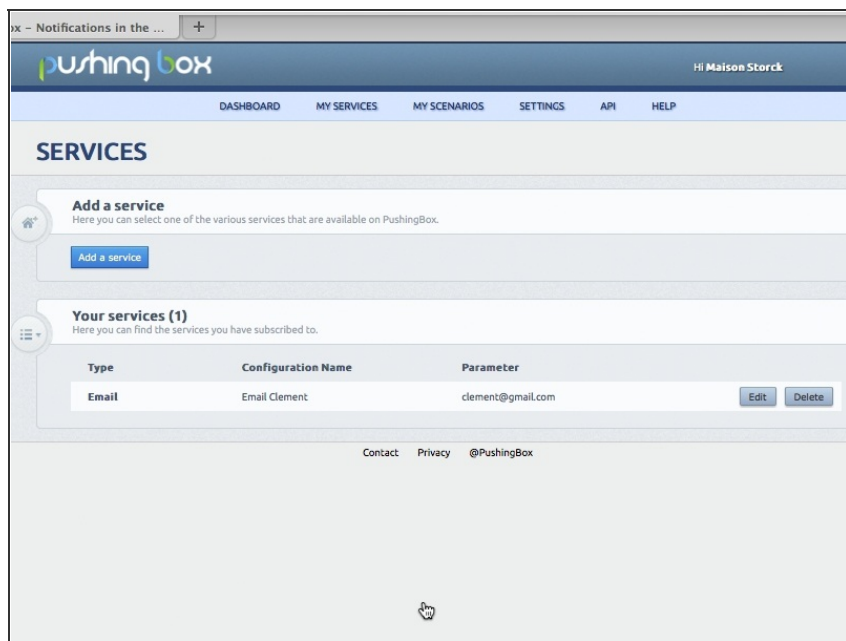 ox – Notifications in the ... +
pushing box
Hi Maison Storck
DASHBOARD MY SERVICES MY SCENARIOS SETTINGS API HELP
SERVICES
Add a service
Here you can select one of the various services that are available on PushingBox.
Add a service
Your services (1)
Here you can find the services you have subscribed to.
Type Configuration Name Parameter
Email Email Clement clement@gmail.com Edit Delete
Contact Privacy @PushingBox